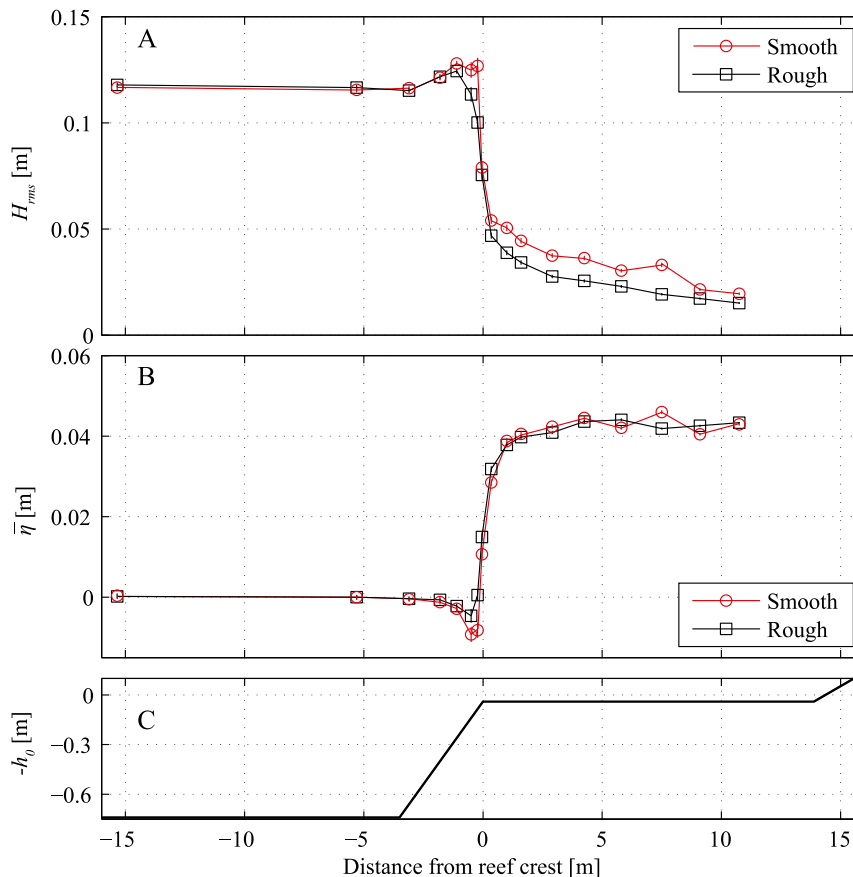 A
0.15
0.1
0.05
0
H_rms [m]
Smooth
Rough
B
0.06
0.04
0.02
0
η̅ [m]
Smooth
Rough
C
0
−0.3
−0.6
-h_0 [m]
−15 −10 −5 0 5 10 15
Distance from reef crest [m]